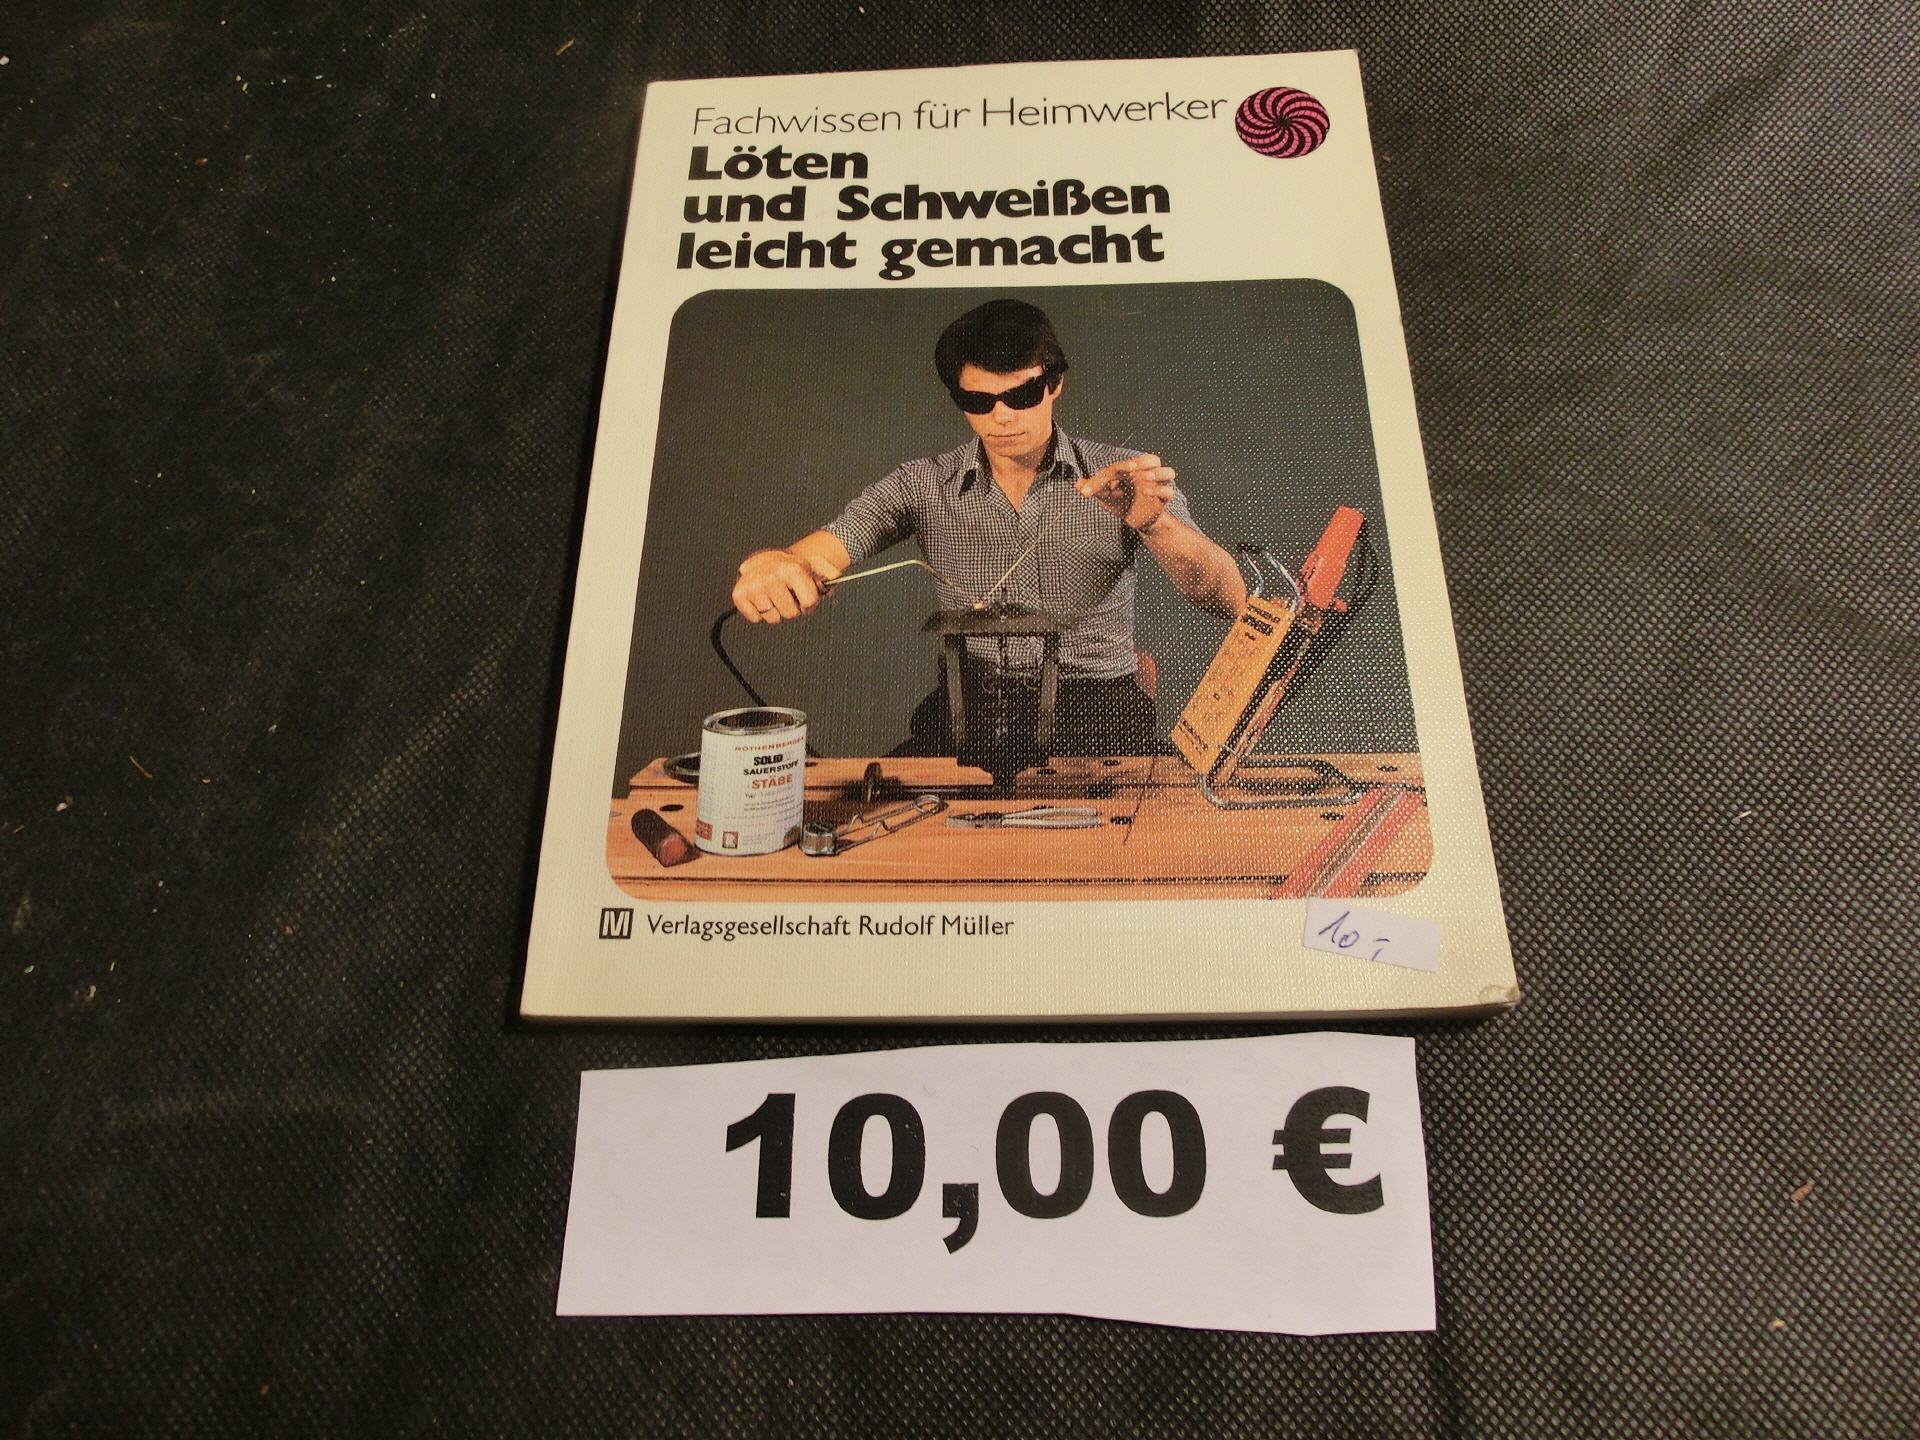 Fachwissen für Heimwerker
Löten
und Schweißen
leicht gemacht
ROTHENBERGER
SOLID
SAUERSTOFF
STÄBE
M Verlagsgesellschaft Rudolf Müller
10,-
10,00 €